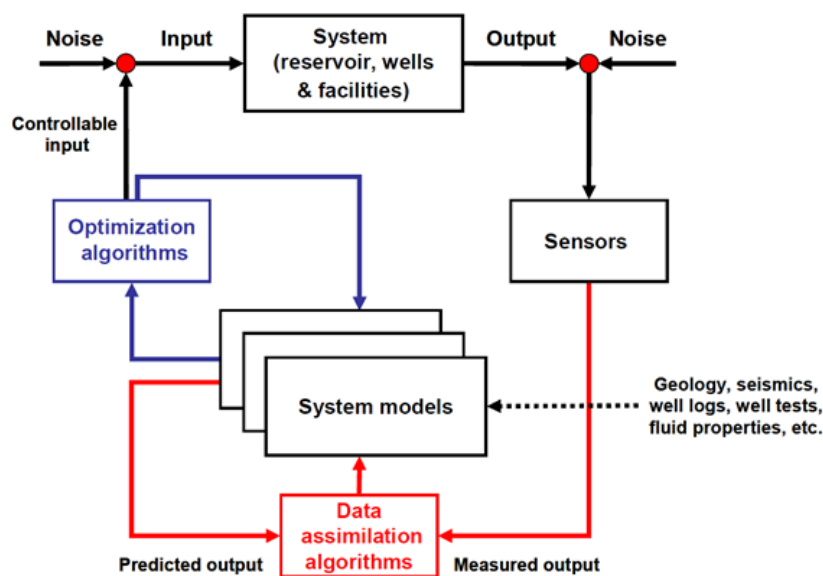 Noise
Input
System
(reservoir, wells
& facilities)
Output
Noise
Controllable
input
Optimization
algorithms
Sensors
System models
Geology, seismics,
well logs, well tests,
fluid properties, etc.
Data
assimilation
algorithms
Predicted output
Measured output